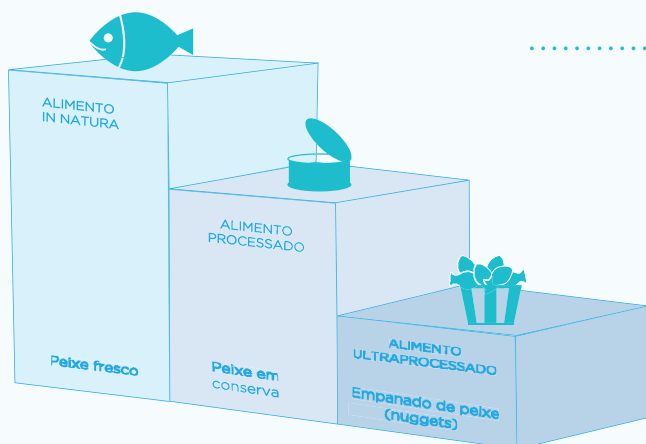 ALIMENTO
IN NATURA
Peixe fresco
ALIMENTO
PROCESSADO
Peixe em
conserva
ALIMENTO
ULTRAPROCESSADO
Empanado de peixe
(nuggets)